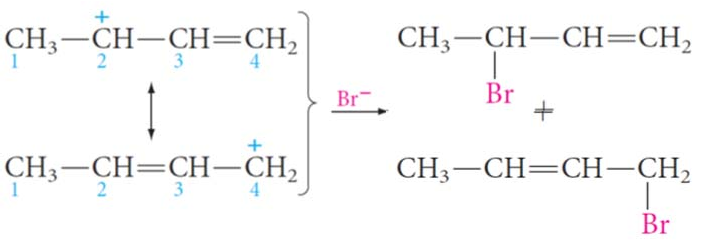 +
CH₃—CH—CH=CH₂
1 2 3 4
+
CH₃—CH=CH—CH₂
1 2 3 4
Br⁻
CH₃—CH—CH=CH₂
Br
+
CH₃—CH=CH—CH₂
Br